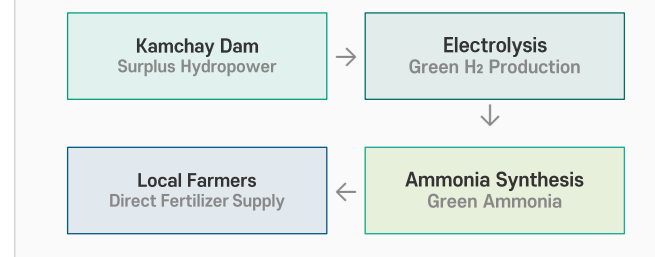 Kamchay Dam
Surplus Hydropower
Electrolysis
Green H₂ Production
Ammonia Synthesis
Green Ammonia
Local Farmers
Direct Fertilizer Supply